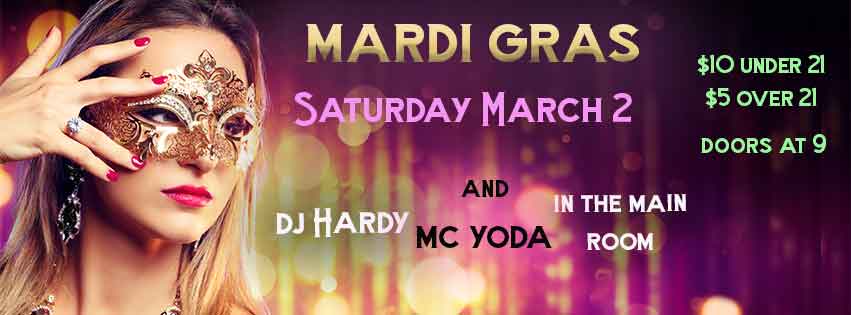 MARDI GRAS
SATURDAY MARCH 2
$10 UNDER 21
$5 OVER 21
DOORS AT 9
DJ HARDY
AND
MC YODA
IN THE MAIN
ROOM